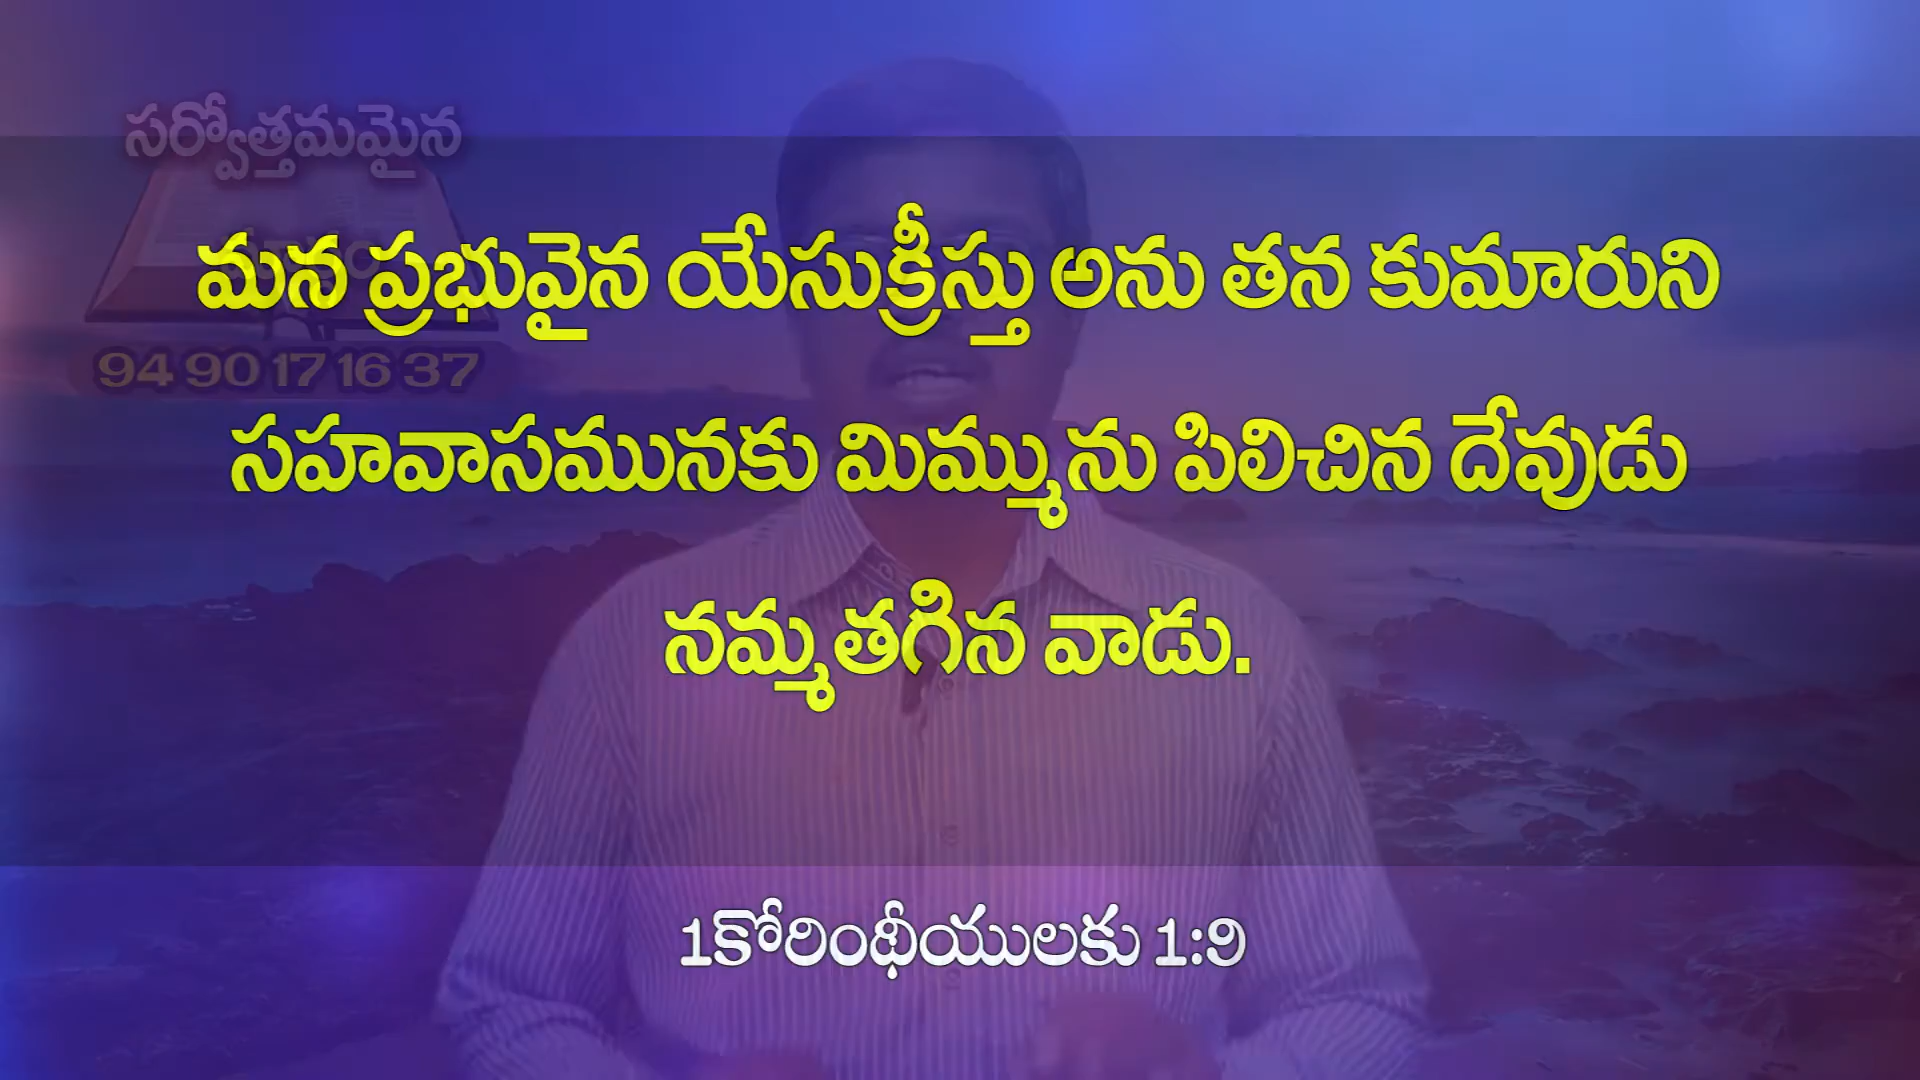 సర్వోత్తమమైన
మార్గం
94 90 17 16 37
మన ప్రభువైన యేసుక్రీస్తు అను తన కుమారుని
సహవాసమునకు మిమ్మును పిలిచిన దేవుడు
నమ్మతగిన వాడు.
1కోరింథీయులకు 1:9